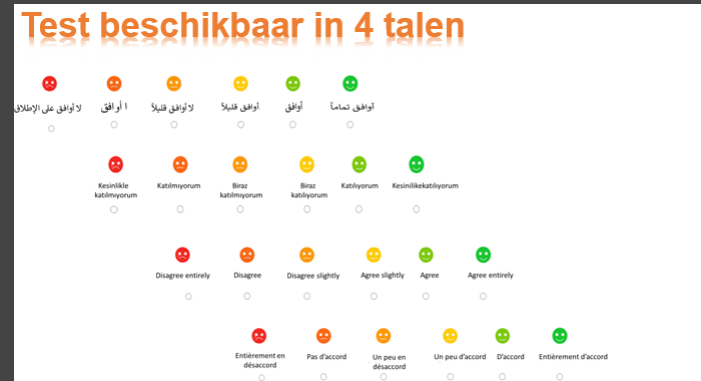 Test beschikbaar in 4 talen
لا أوافق على الإطلاق
ا أوافق
لا أوافق قليلاً
أوافق قليلاً
أوافق
أوافق تماماً
Kesinlikle
katılmıyorum
Katılmıyorum
Biraz
katılmıyorum
Biraz
katılıyorum
Katılıyorum
Kesinilikekatılıyorum
Disagree entirely
Disagree
Disagree slightly
Agree slightly
Agree
Agree entirely
Entièrement en
désaccord
Pas d'accord
Un peu en
désaccord
Un peu d'accord
D'accord
Entièrement d'accord